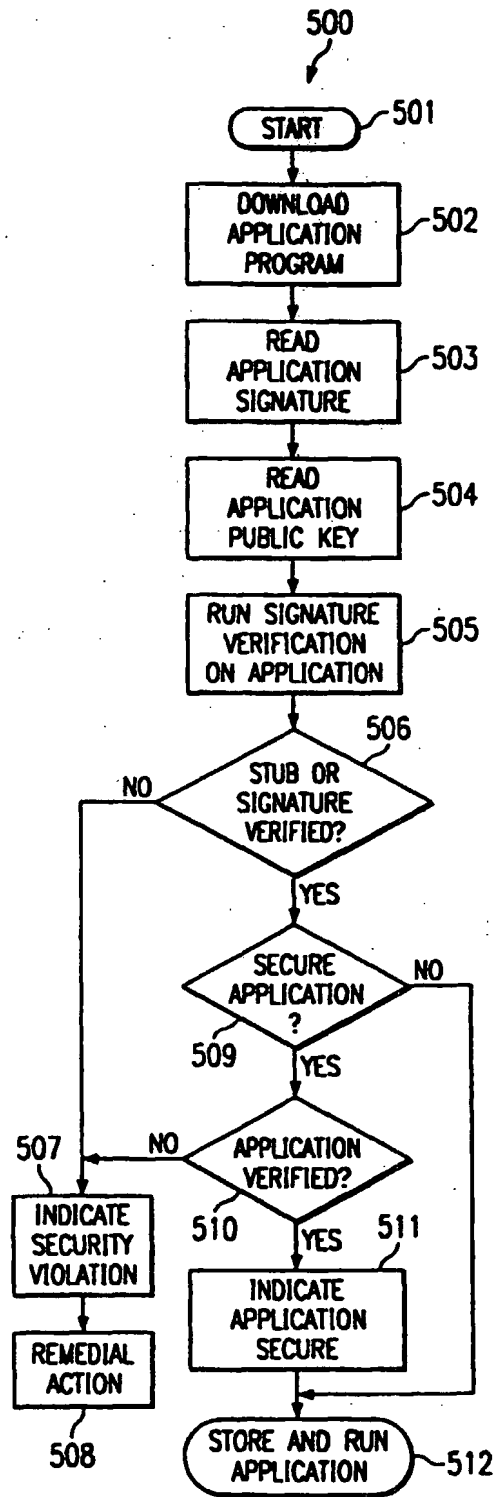 500
START
501
DOWNLOAD
APPLICATION
PROGRAM
502
READ
APPLICATION
SIGNATURE
503
READ
APPLICATION
PUBLIC KEY
504
RUN SIGNATURE
VERIFICATION
ON APPLICATION
505
506
STUB OR
SIGNATURE
VERIFIED?
NO
YES
SECURE
APPLICATION
?
509
NO
YES
APPLICATION
VERIFIED?
510
NO
YES
507
INDICATE
SECURITY
VIOLATION
511
INDICATE
APPLICATION
SECURE
REMEDIAL
ACTION
508
STORE AND RUN
APPLICATION
512